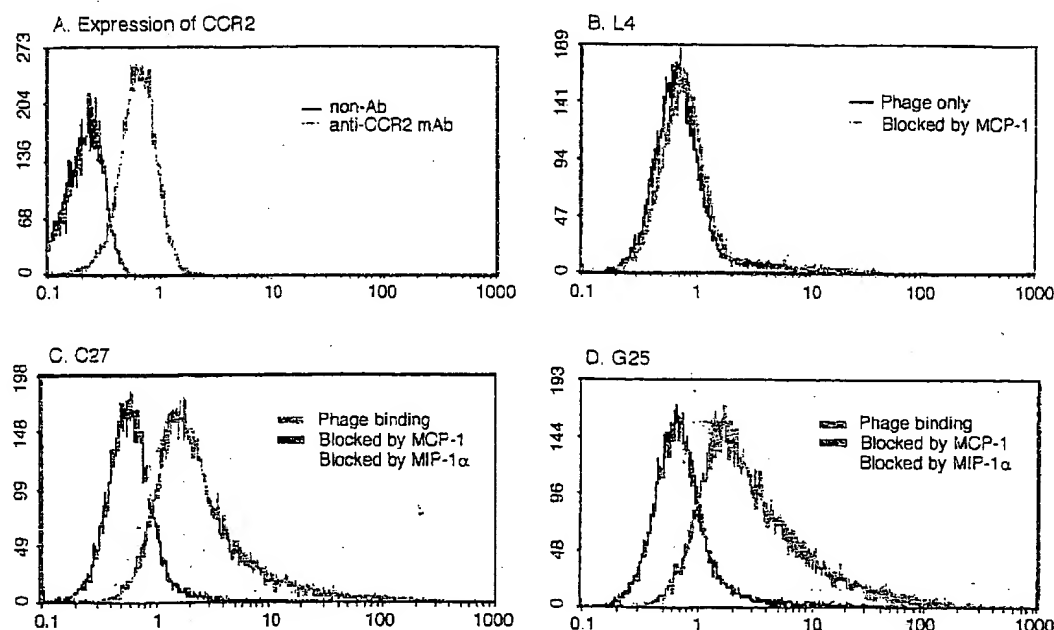 A. Expression of CCR2
273
204
136
68
0
non-Ab
anti-CCR2 mAb
0.1 1 10 100 1000
B. L4
189
141
94
47
0
Phage only
Blocked by MCP-1
0.1 1 10 100 1000
C. C27
198
148
99
49
0
Phage binding
Blocked by MCP-1
Blocked by MIP-1α
0.1 1 10 100 1000
D. G25
193
144
96
48
0
Phage binding
Blocked by MCP-1
Blocked by MIP-1α
0.1 1 10 100 1000